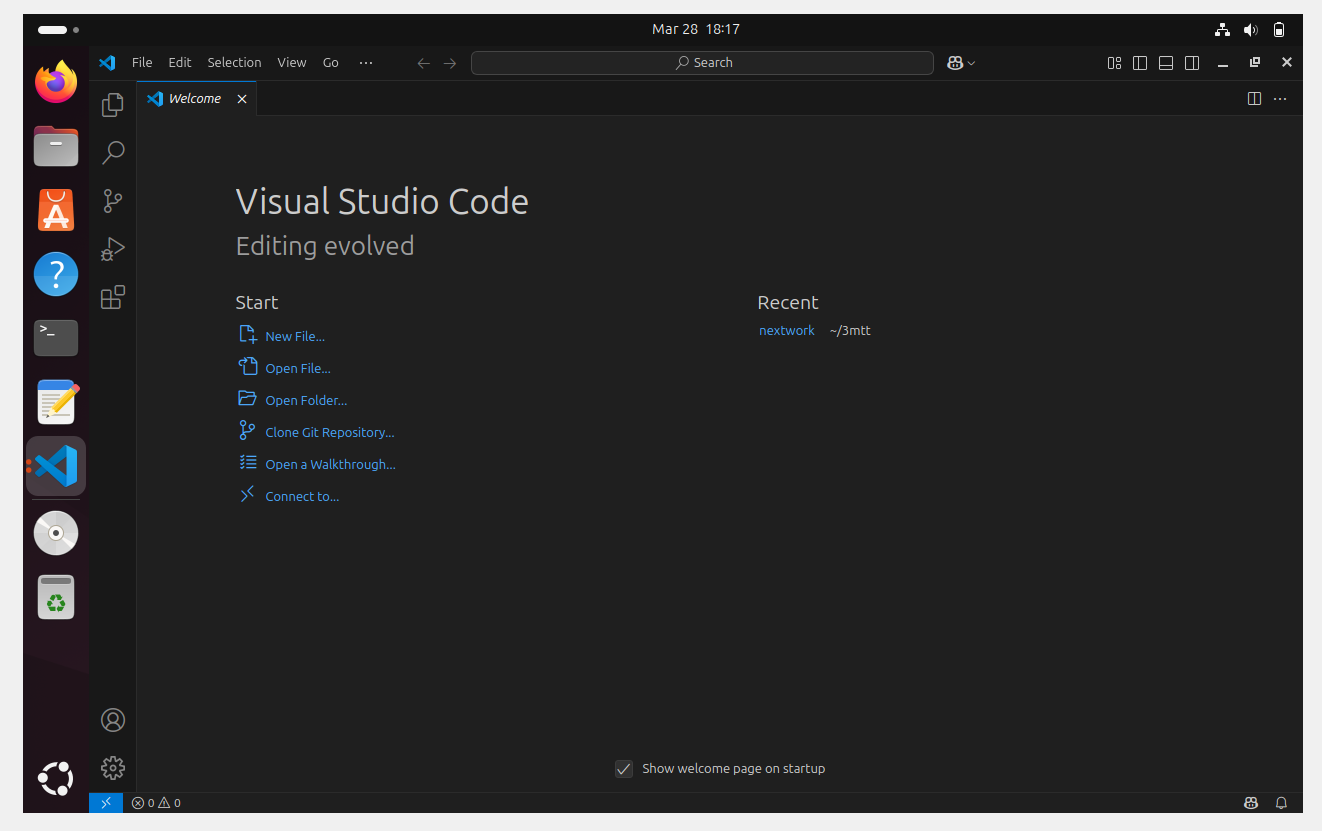 Mar 28 18:17
File Edit Selection View Go ···
Search
Welcome
Visual Studio Code
Editing evolved
Start
New File...
Open File...
Open Folder...
Clone Git Repository...
Open a Walkthrough...
Connect to...
Recent
nextwork ~/3mtt
Show welcome page on startup
0 0